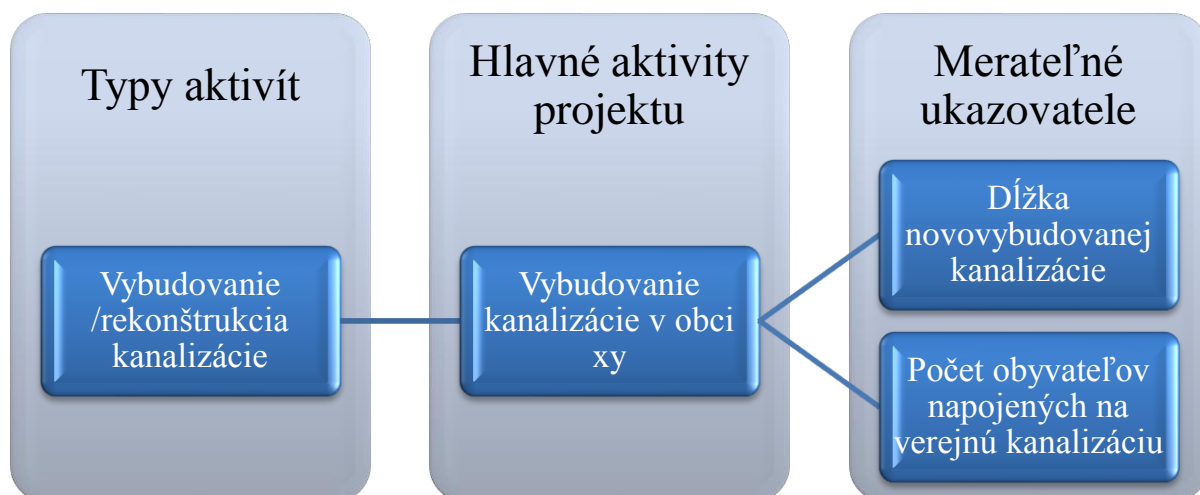 Typy aktivít
Vybudovanie
/rekonštrukcia
kanalizácie
Hlavné aktivity
projektu
Vybudovanie
kanalizácie v obci
xy
Merateľné
ukazovatele
Dĺžka
novovybudovanej
kanalizácie
Počet obyvateľov
napojených na
verejnú kanalizáciu